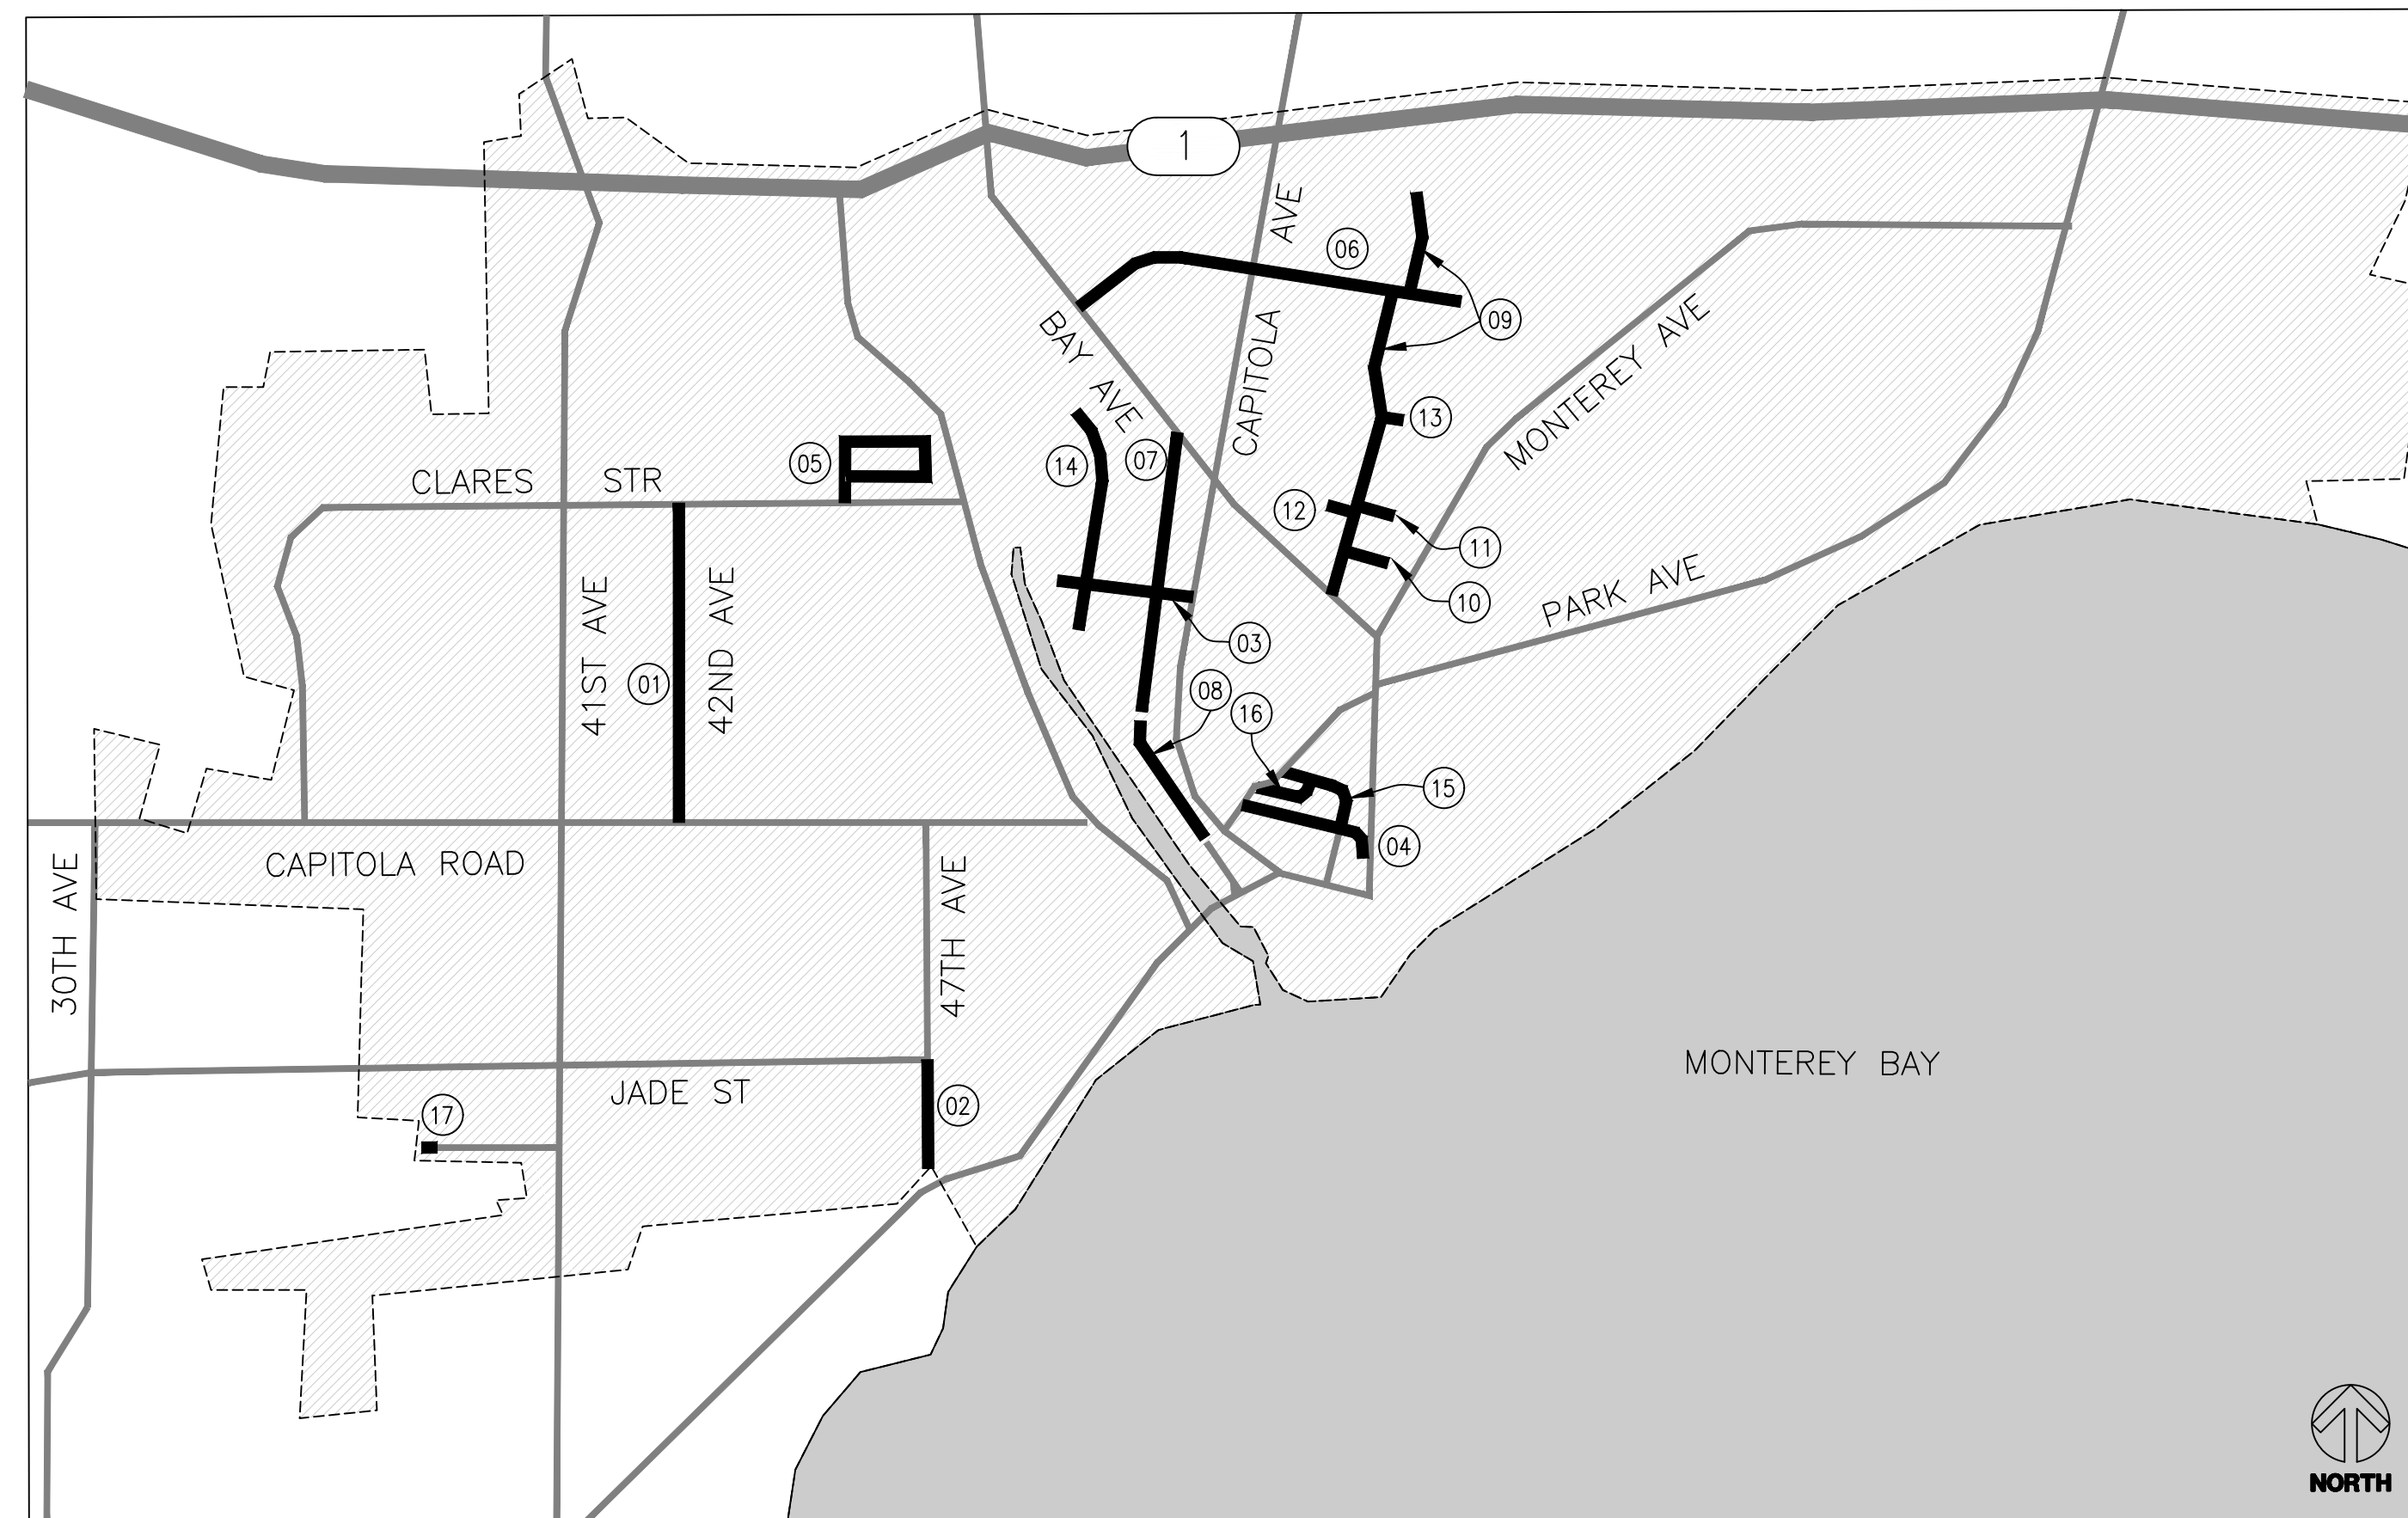 1
CAPITOLA AVE
06
09
BAY AVE
MONTEREY AVE
13
05
14
07
CLARES STR
12
11
41ST AVE
42ND AVE
10
PARK AVE
03
01
08
16
15
04
CAPITOLA ROAD
30TH AVE
47TH AVE
MONTEREY BAY
JADE ST
02
17
NORTH